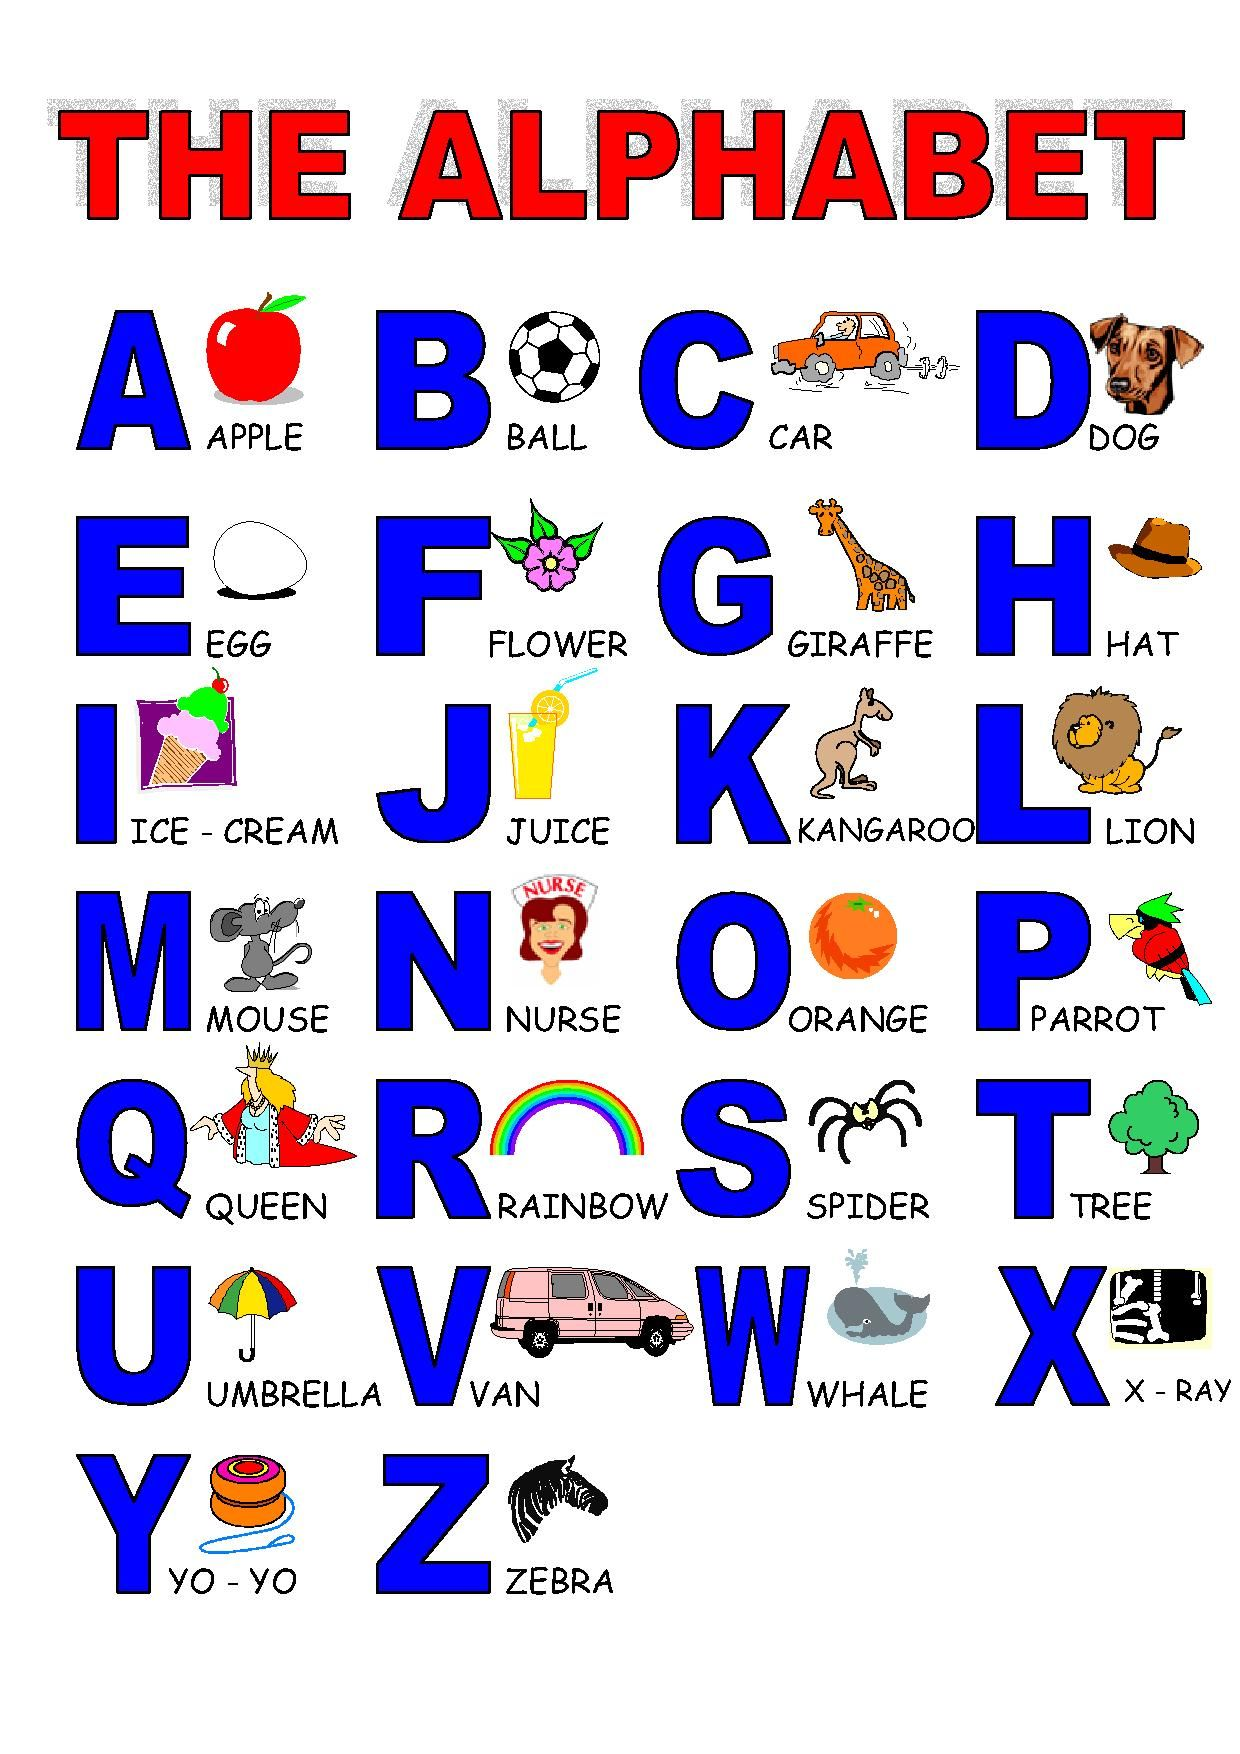 THE ALPHABET
A B C D
APPLE BALL CAR DOG
E F G H
EGG FLOWER GIRAFFE HAT
I J K L
ICE - CREAM JUICE KANGAROO LION
M N NURSE O P
MOUSE NURSE ORANGE PARROT
Q R S T
QUEEN RAINBOW SPIDER TREE
U V W X
UMBRELLA VAN WHALE X - RAY
Y Z
YO - YO ZEBRA